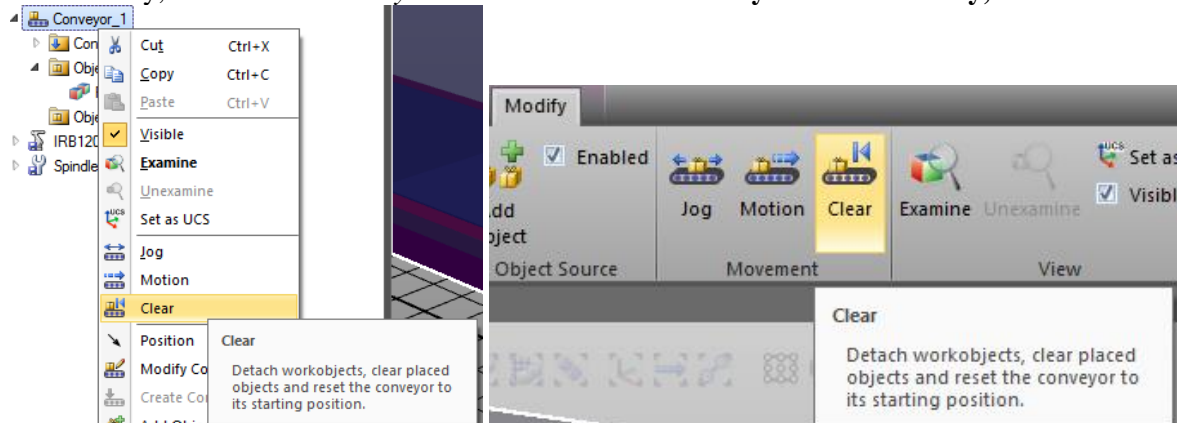 Conveyor_1
Con
Obje
Obje
IRB120
Spindle
Cut Ctrl+X
Copy Ctrl+C
Paste Ctrl+V
Visible
Examine
Unexamine
UCS Set as UCS
Jog
Motion
Clear
Position
Modify Co
Create Cor
Clear
Detach workobjects, clear placed
objects and reset the conveyor to
its starting position.
Modify
Enabled
dd
bject
Object Source
Jog Motion Clear
Movement
Examine Unexamine
UCS Set as
Visibl
View
Clear
Detach workobjects, clear placed
objects and reset the conveyor to
its starting position.